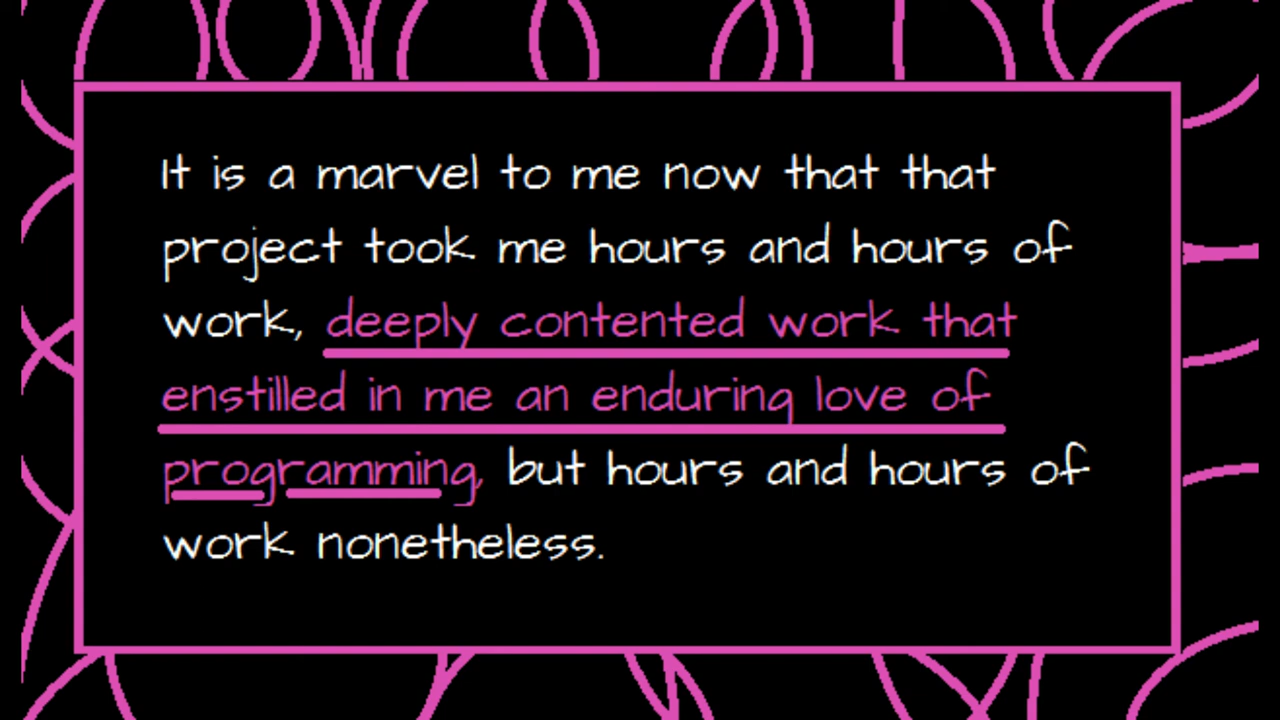 It is a marvel to me now that that
project took me hours and hours of
work, deeply contented work that
enstilled in me an enduring love of
programming, but hours and hours of
work nonetheless.